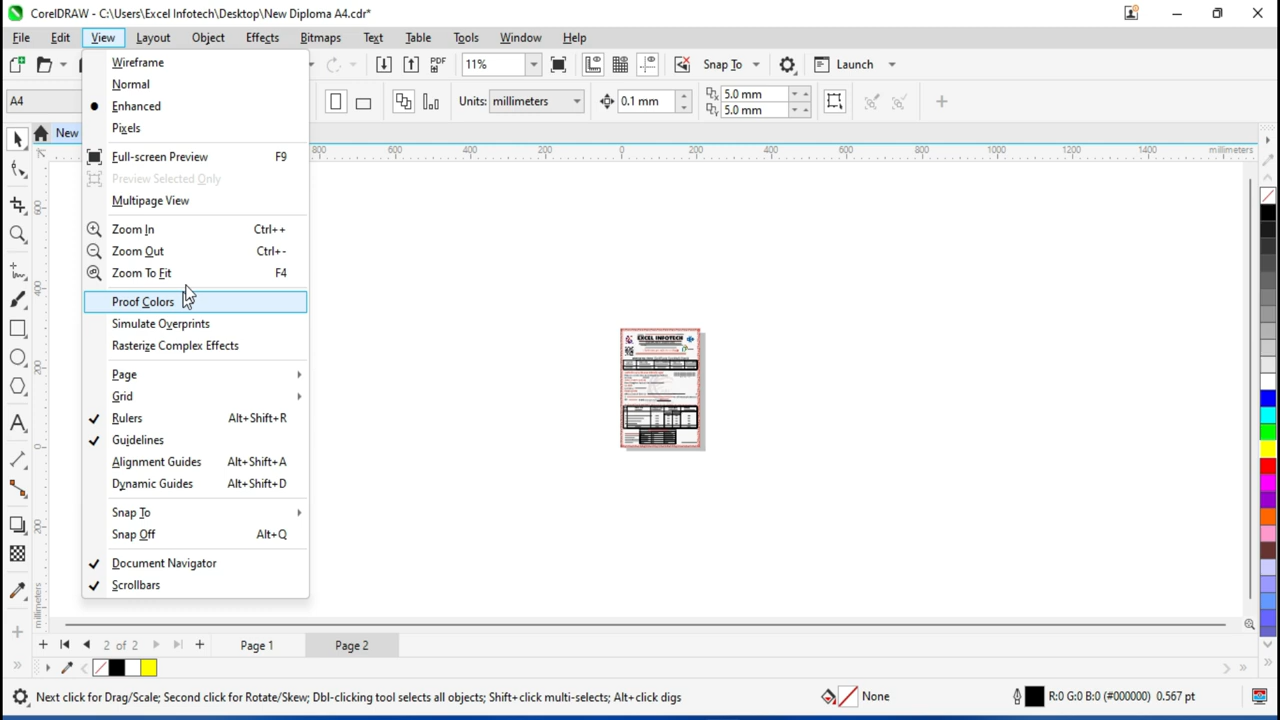 CorelDRAW - C:\Users\Excel Infotech\Desktop\New Diploma A4.cdr*
File Edit View Layout Object Effects Bitmaps Text Table Tools Window Help
PDF 11% Snap To Launch
A4 Units: millimeters 0.1 mm 5.0 mm
5.0 mm
New
800 600 400 200 0 200 400 600 800 1000 1200 1400 millimeters
Wireframe
Normal
Enhanced
Pixels
Full-screen Preview F9
Preview Selected Only
Multipage View
Zoom In Ctrl++
Zoom Out Ctrl+-
Zoom To Fit F4
Proof Colors
Simulate Overprints
Rasterize Complex Effects
Page
Grid
Rulers Alt+Shift+R
Guidelines
Alignment Guides Alt+Shift+A
Dynamic Guides Alt+Shift+D
Snap To
Snap Off Alt+Q
Document Navigator
Scrollbars
600
400
200
0
200
millimeters
EXCEL INFOTECH
2 of 2 Page 1 Page 2
Next click for Drag/Scale; Second click for Rotate/Skew; Dbl-clicking tool selects all objects; Shift+click multi-selects; Alt+click digs None R:0 G:0 B:0 (#000000) 0.567 pt